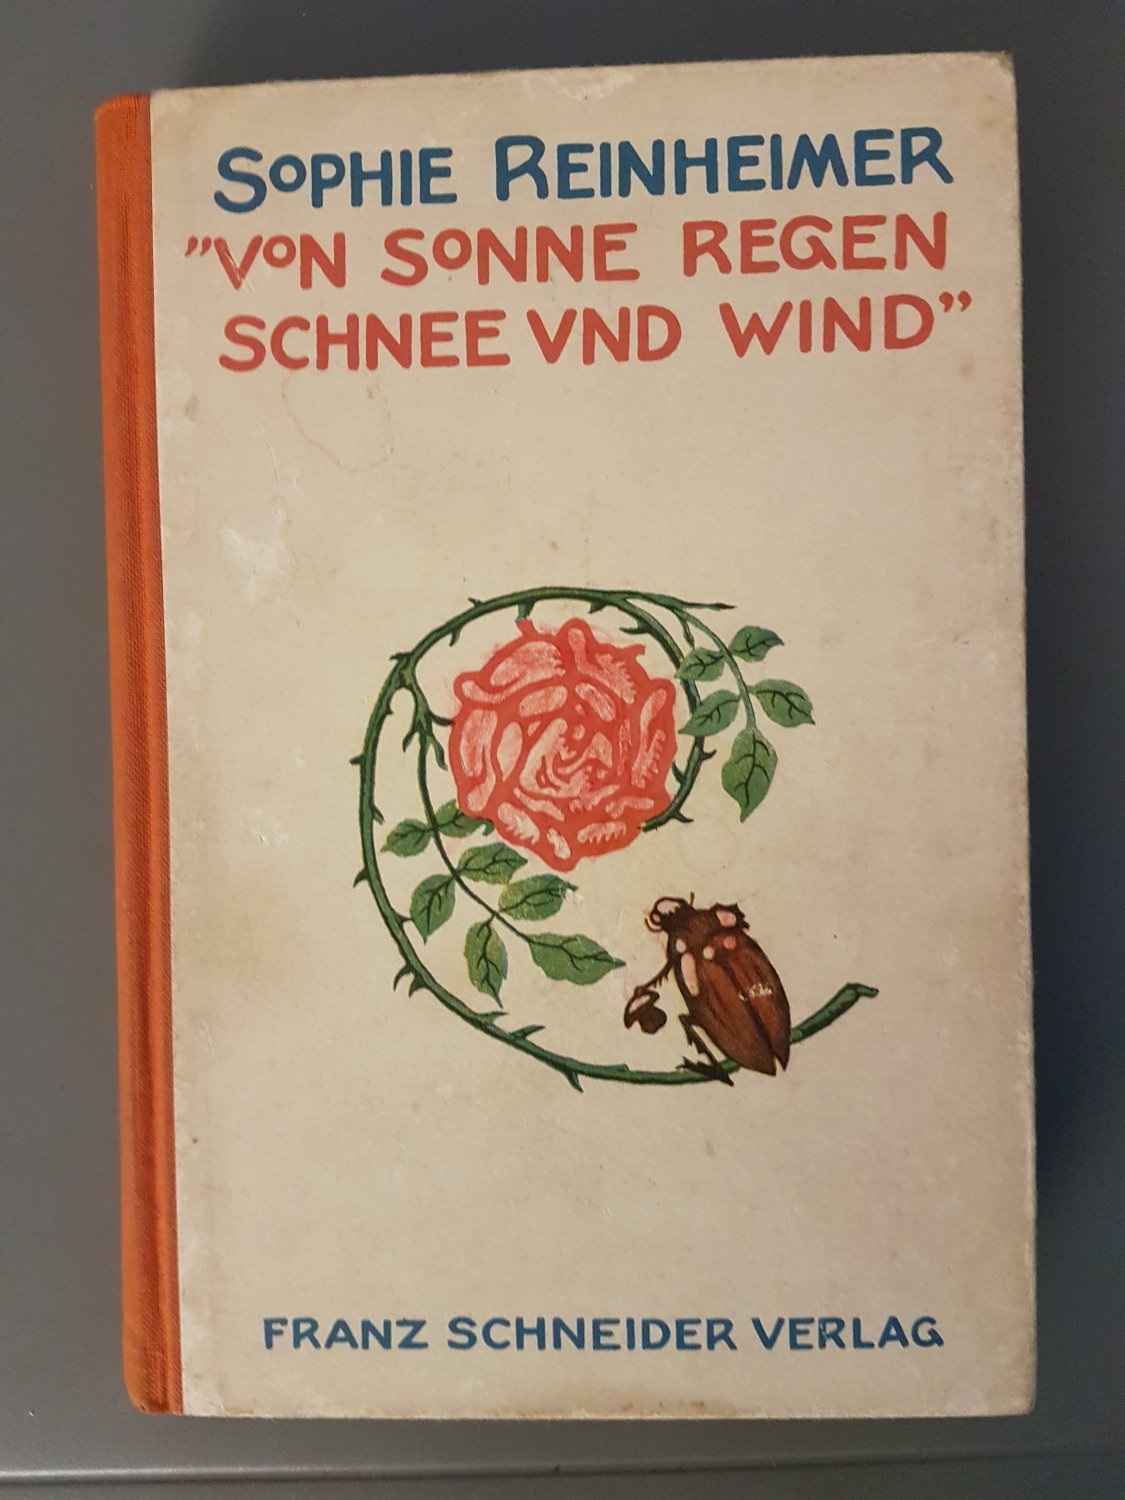 SOPHIE REINHEIMER
"VON SONNE REGEN
SCHNEE VND WIND"
FRANZ SCHNEIDER VERLAG